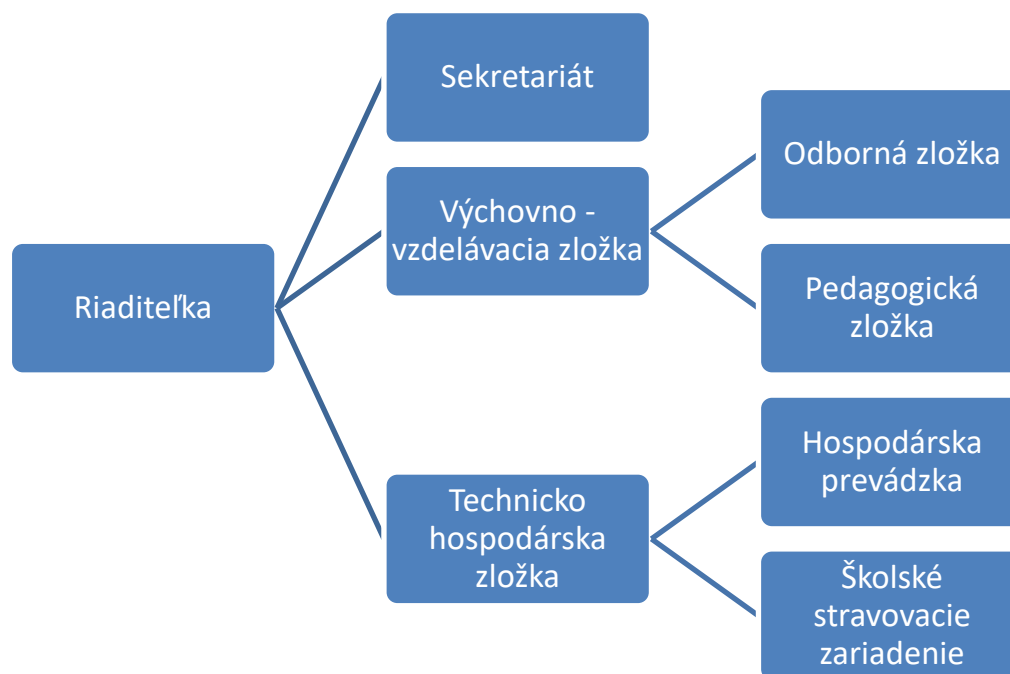 Sekretariát
Odborná zložka
Výchovno -
vzdelávacia zložka
Riaditeľka
Pedagogická
zložka
Hospodárska
prevádzka
Technicko
hospodárska
zložka
Školské
stravovacie
zariadenie